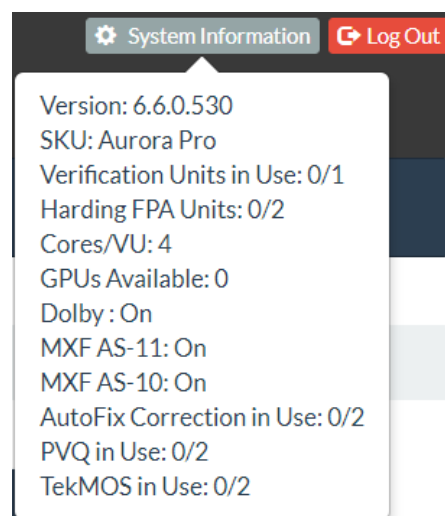 System Information Log Out
Version: 6.6.0.530
SKU: Aurora Pro
Verification Units in Use: 0/1
Harding FPA Units: 0/2
Cores/VU: 4
GPUs Available: 0
Dolby : On
MXF AS-11: On
MXF AS-10: On
AutoFix Correction in Use: 0/2
PVQ in Use: 0/2
TekMOS in Use: 0/2